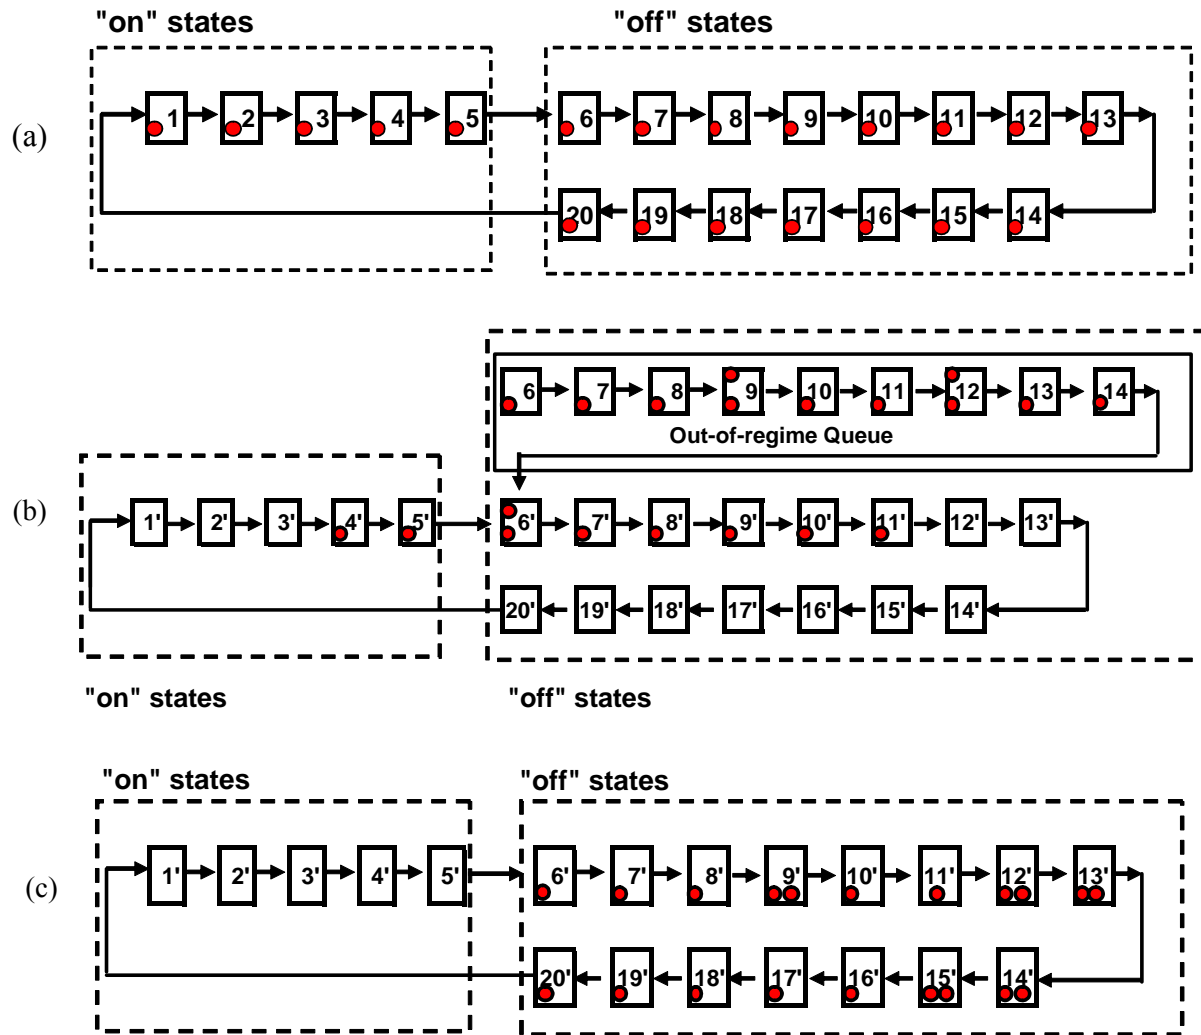 "on" states "off" states
(a)
1 2 3 4 5 6 7 8 9 10 11 12 13
20 19 18 17 16 15 14
6 7 8 9 10 11 12 13 14
Out-of-regime Queue
(b)
1' 2' 3' 4' 5' 6' 7' 8' 9' 10' 11' 12' 13'
20' 19' 18' 17' 16' 15' 14'
"on" states "off" states
"on" states "off" states
(c)
1' 2' 3' 4' 5' 6' 7' 8' 9' 10' 11' 12' 13'
20' 19' 18' 17' 16' 15' 14'